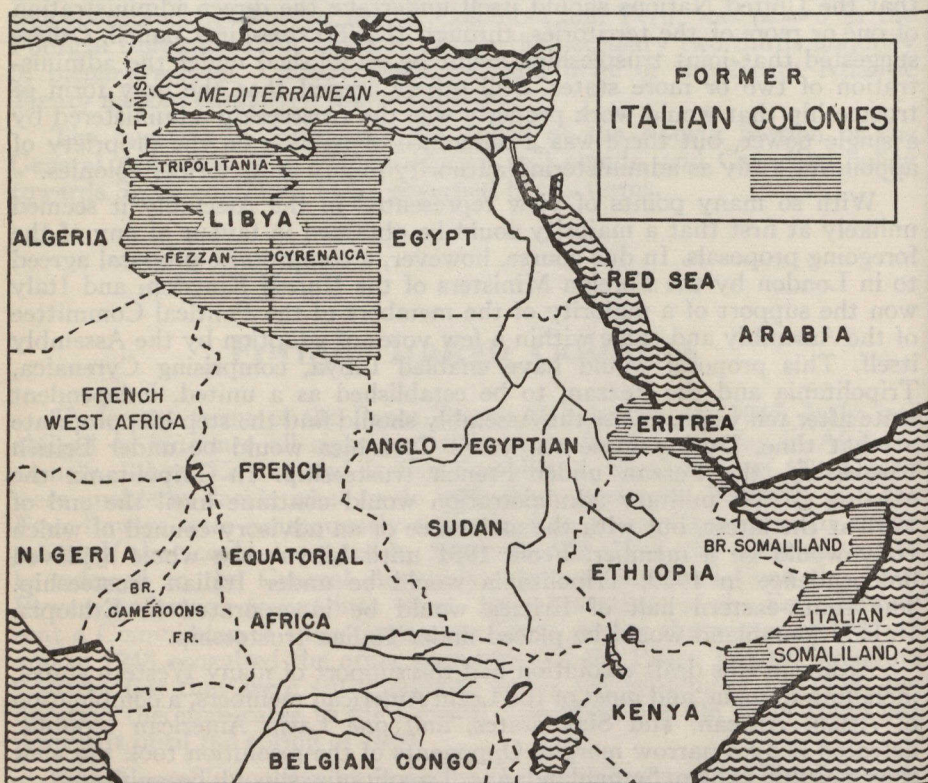 FORMER
ITALIAN COLONIES
MEDITERRANEAN
TUNISIA
TRIPOLITANIA
LIBYA
ALGERIA
FEZZAN
CYRENAICA
EGYPT
RED SEA
ARABIA
FRENCH
WEST AFRICA
ERITREA
ANGLO - EGYPTIAN
SUDAN
FRENCH
EQUATORIAL
AFRICA
NIGERIA
BR.
CAMEROONS
FR.
BR. SOMALILAND
ETHIOPIA
ITALIAN
SOMALILAND
KENYA
BELGIAN CONGO